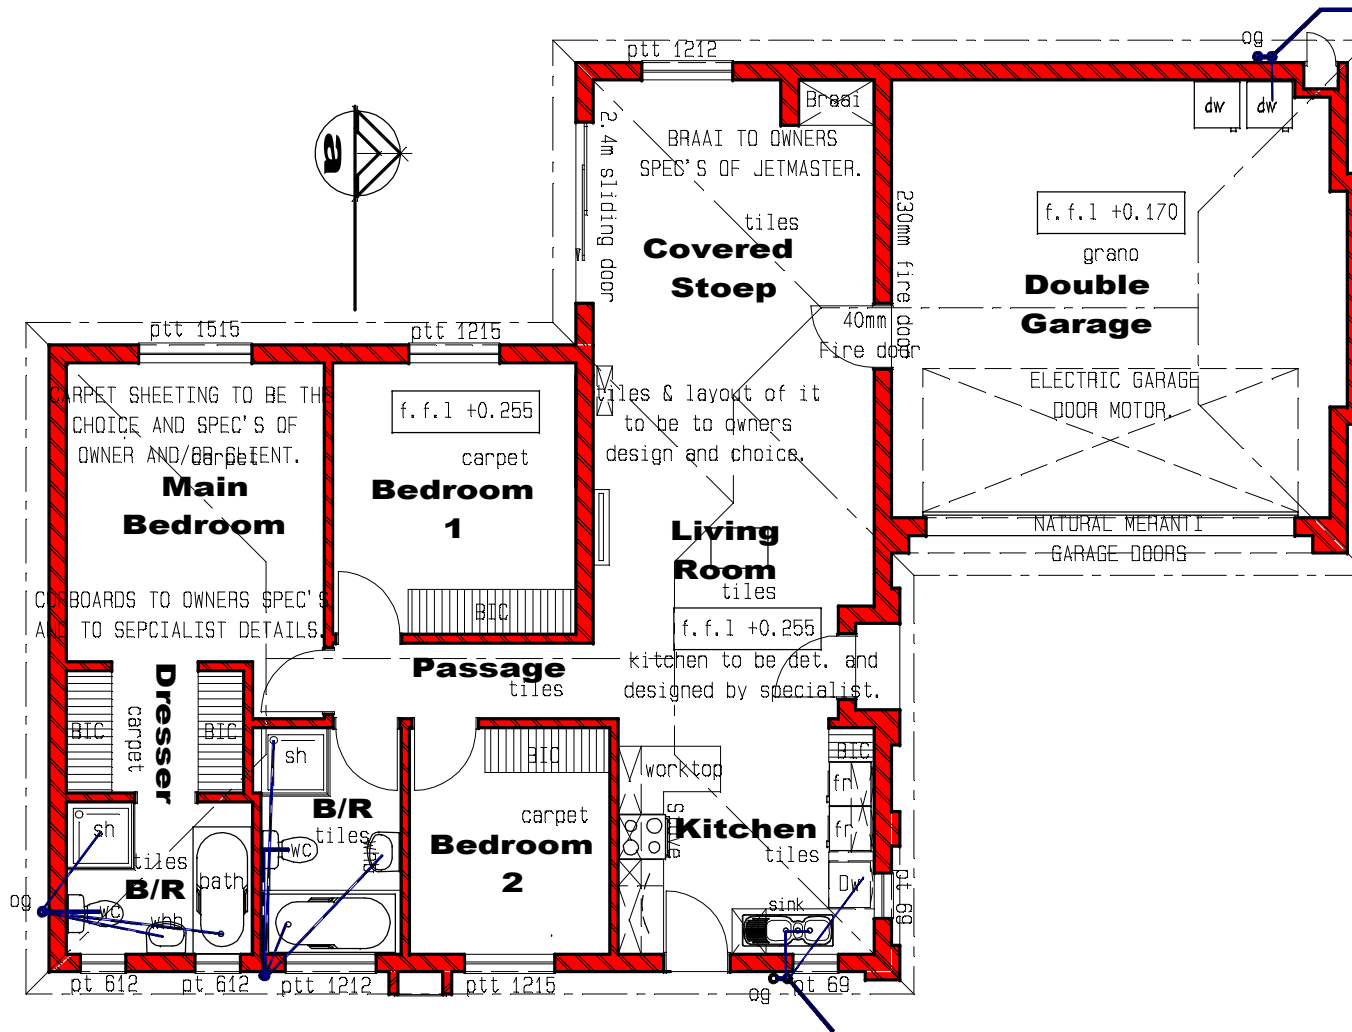 ptt 1212
og
Braai
dw
dw
BRAAI TO OWNERS
SPEC'S OF JETMASTER.
a
2.4m sliding door
tiles
Covered
Stoep
230mm fire door
f.f.l +0.170
grano
Double
Garage
40mm
Fire door
ELECTRIC GARAGE
DOOR MOTOR.
NATURAL MERANTI
GARAGE DOORS
ptt 1515
ptt 1215
CARPET SHEETING TO BE THE
CHOICE AND SPEC'S OF
OWNER AND/OR CLIENT.
carpet
Main
Bedroom
f.f.l +0.255
carpet
Bedroom
1
tiles & layout of it
to be to owners
design and choice.
Living
Room
tiles
f.f.l +0.255
CUPBOARDS TO OWNERS SPEC'S
AND TO SEPCIALIST DETAILS.
BIC
Passage
tiles
kitchen to be det. and
designed by specialist.
BIC
carpet
Dresser
BIC
sh
B/R
tiles
wc
whb
BIC
carpet
Bedroom
2
worktop
Stove
Kitchen
tiles
BIC
fr
fr
Dw
sink
pt 69
sh
tiles
B/R
bath
wc
whb
og
pt 612
pt 612
ptt 1212
ptt 1215
og
pt 69